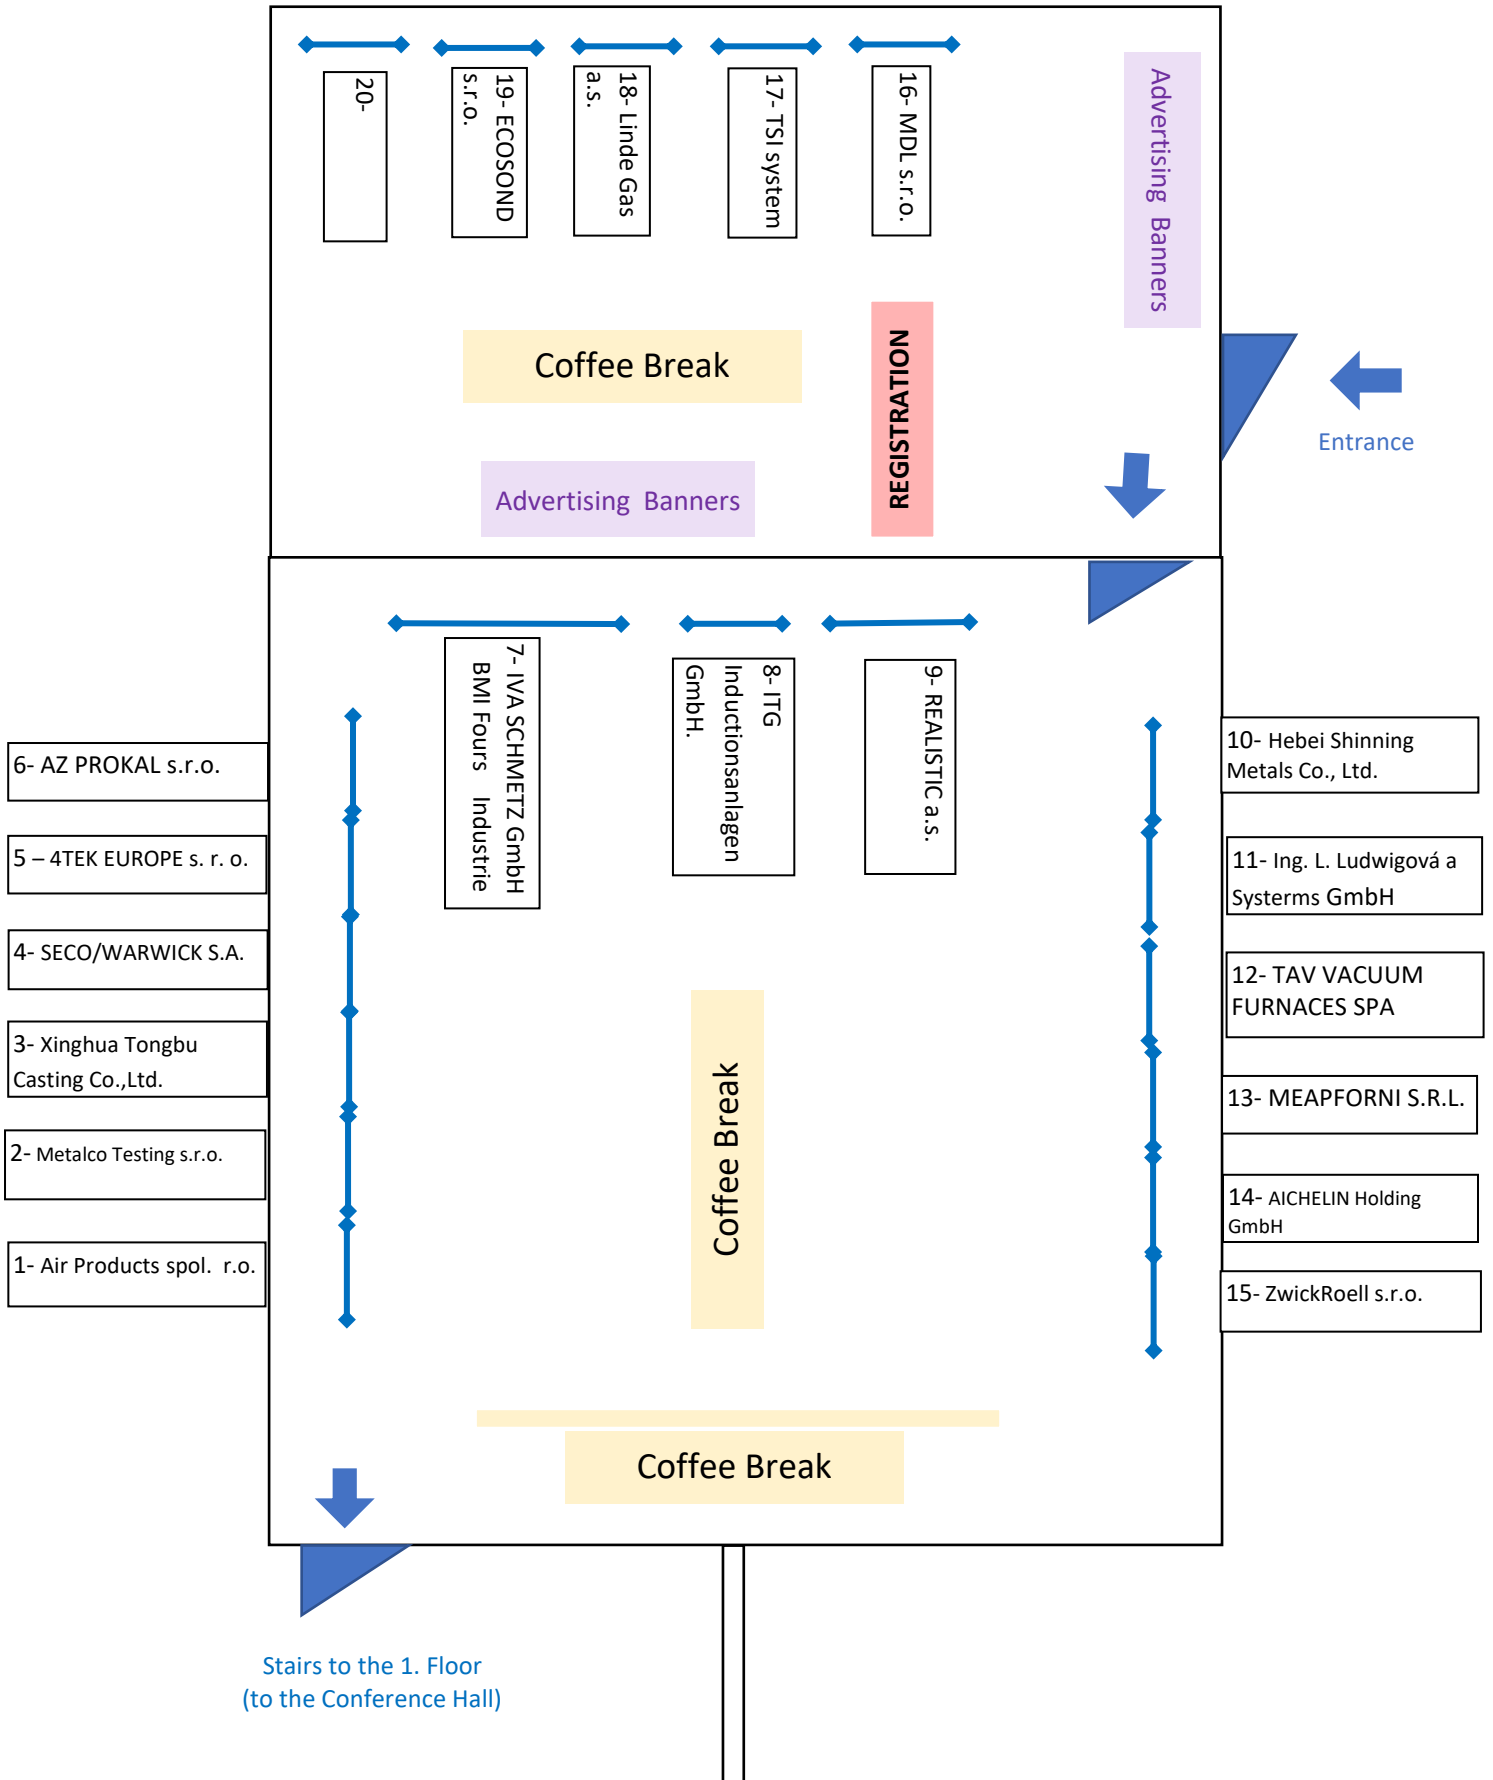 20-
19- ECOSOND
s.r.o.
18- Linde Gas
a.s.
17- TSI system
16- MDL s.r.o.
Advertising Banners
Coffee Break
REGISTRATION
Entrance
Advertising Banners
7- IVA SCHMETZ GmbH
BMI Fours Industrie
8- ITG
Inductionsanlagen
GmbH.
9- REALISTIC a.s.
6- AZ PROKAL s.r.o.
5 – 4TEK EUROPE s. r. o.
4- SECO/WARWICK S.A.
3- Xinghua Tongbu
Casting Co.,Ltd.
2- Metalco Testing s.r.o.
1- Air Products spol. r.o.
10- Hebei Shinning
Metals Co., Ltd.
11- Ing. L. Ludwigová a
Systerms GmbH
12- TAV VACUUM
FURNACES SPA
13- MEAPFORNI S.R.L.
14- AICHELIN Holding
GmbH
15- ZwickRoell s.r.o.
Coffee Break
Coffee Break
Stairs to the 1. Floor
(to the Conference Hall)